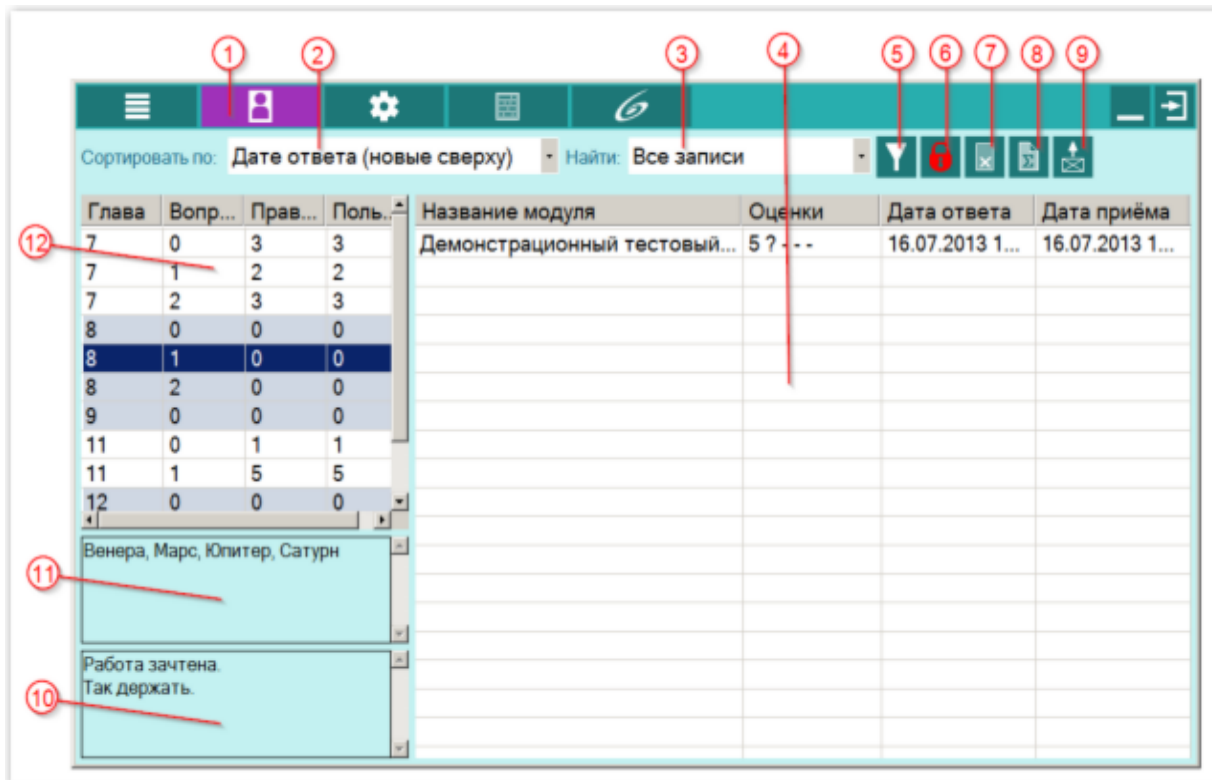 1 2 3 4 5 6 7 8 9
Сортировать по: Дате ответа (новые сверху) Найти: Все записи
Глава Вопр... Прав... Поль... Название модуля Оценки Дата ответа Дата приёма
7 0 3 3 Демонстрационный тестовый... 5 ? - - - 16.07.2013 1... 16.07.2013 1...
12
7 1 2 2
7 2 3 3
8 0 0 0
8 1 0 0
8 2 0 0
9 0 0 0
11 0 1 1
11 1 5 5
12 0 0 0
Венера, Марс, Юпитер, Сатурн
11
Работа зачтена.
Так держать.
10